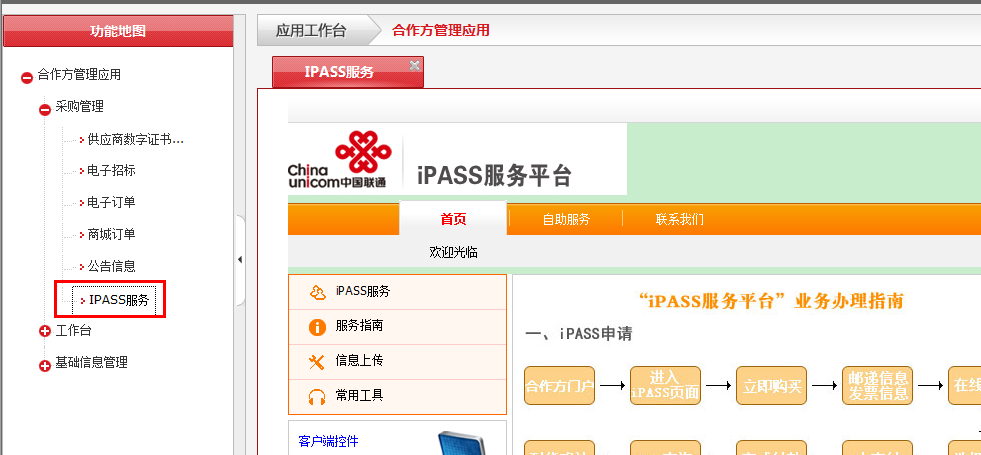 功能地图
合作方管理应用
采购管理
供应商数字证书...
电子招标
电子订单
商城订单
公告信息
IPASS服务
工作台
基础信息管理
应用工作台
合作方管理应用
IPASS服务
China
unicom中国联通
iPASS服务平台
首页
自助服务
联系我们
欢迎光临
iPASS服务
服务指南
信息上传
常用工具
客户端控件
“iPASS服务平台”业务办理指南
一、iPASS申请
合作方门户
进入
iPASS页面
立即购买
邮递信息
发票信息
在线